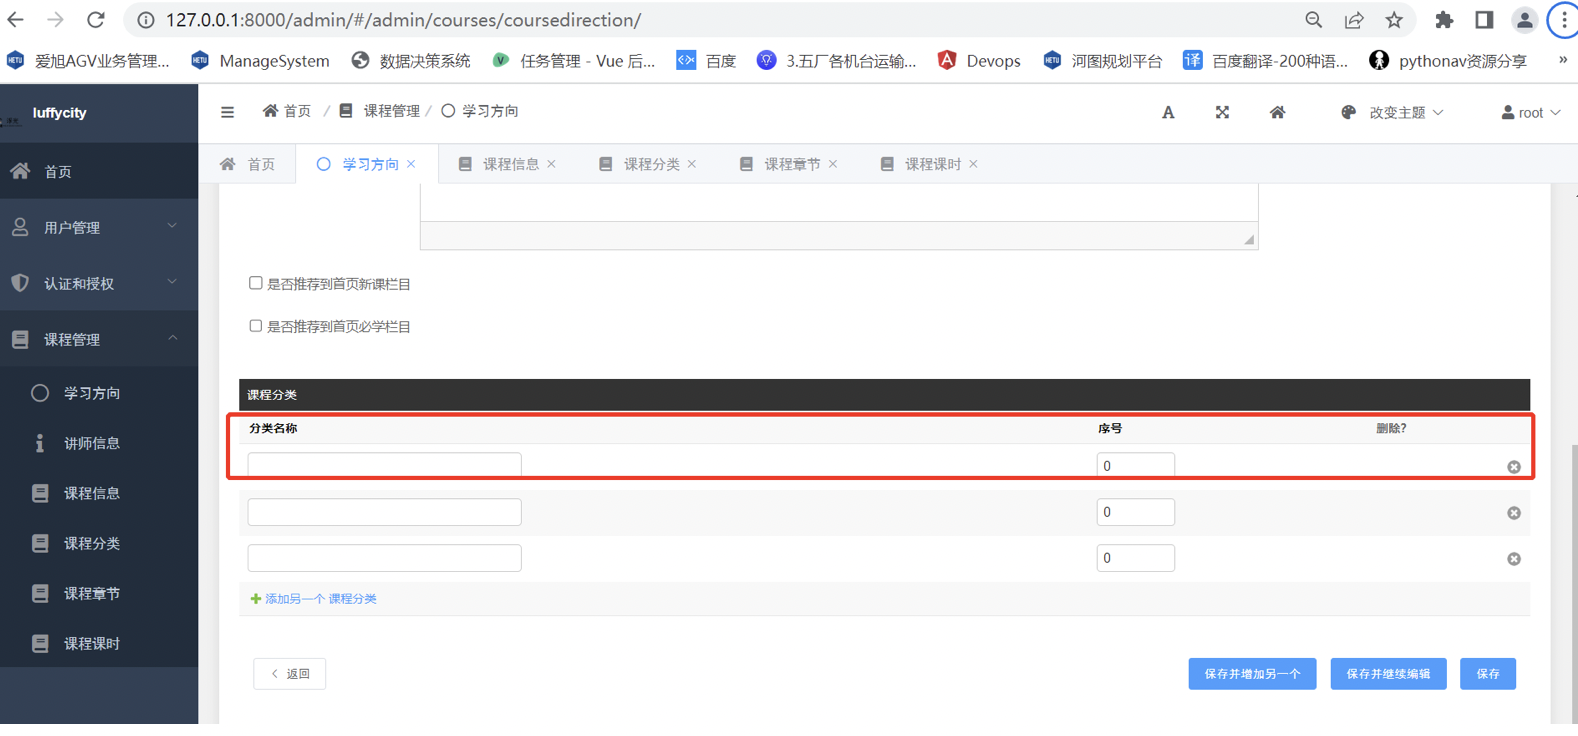 127.0.0.1:8000/admin/#/admin/courses/coursedirection/
爱旭AGV业务管理... ManageSystem 数据决策系统 任务管理 - Vue 后... 百度 3.五厂各机台运输... Devops 河图规划平台 百度翻译-200种语... pythonav资源分享 »
luffycity
首页 / 课程管理 / 学习方向
A 改变主题 root
首页 学习方向 × 课程信息 × 课程分类 × 课程章节 × 课程课时 ×
首页
用户管理
认证和授权
课程管理
学习方向
讲师信息
课程信息
课程分类
课程章节
课程课时
是否推荐到首页新课栏目
是否推荐到首页必学栏目
课程分类
分类名称 序号 删除?
0
0
0
添加另一个 课程分类
返回 保存并增加另一个 保存并继续编辑 保存